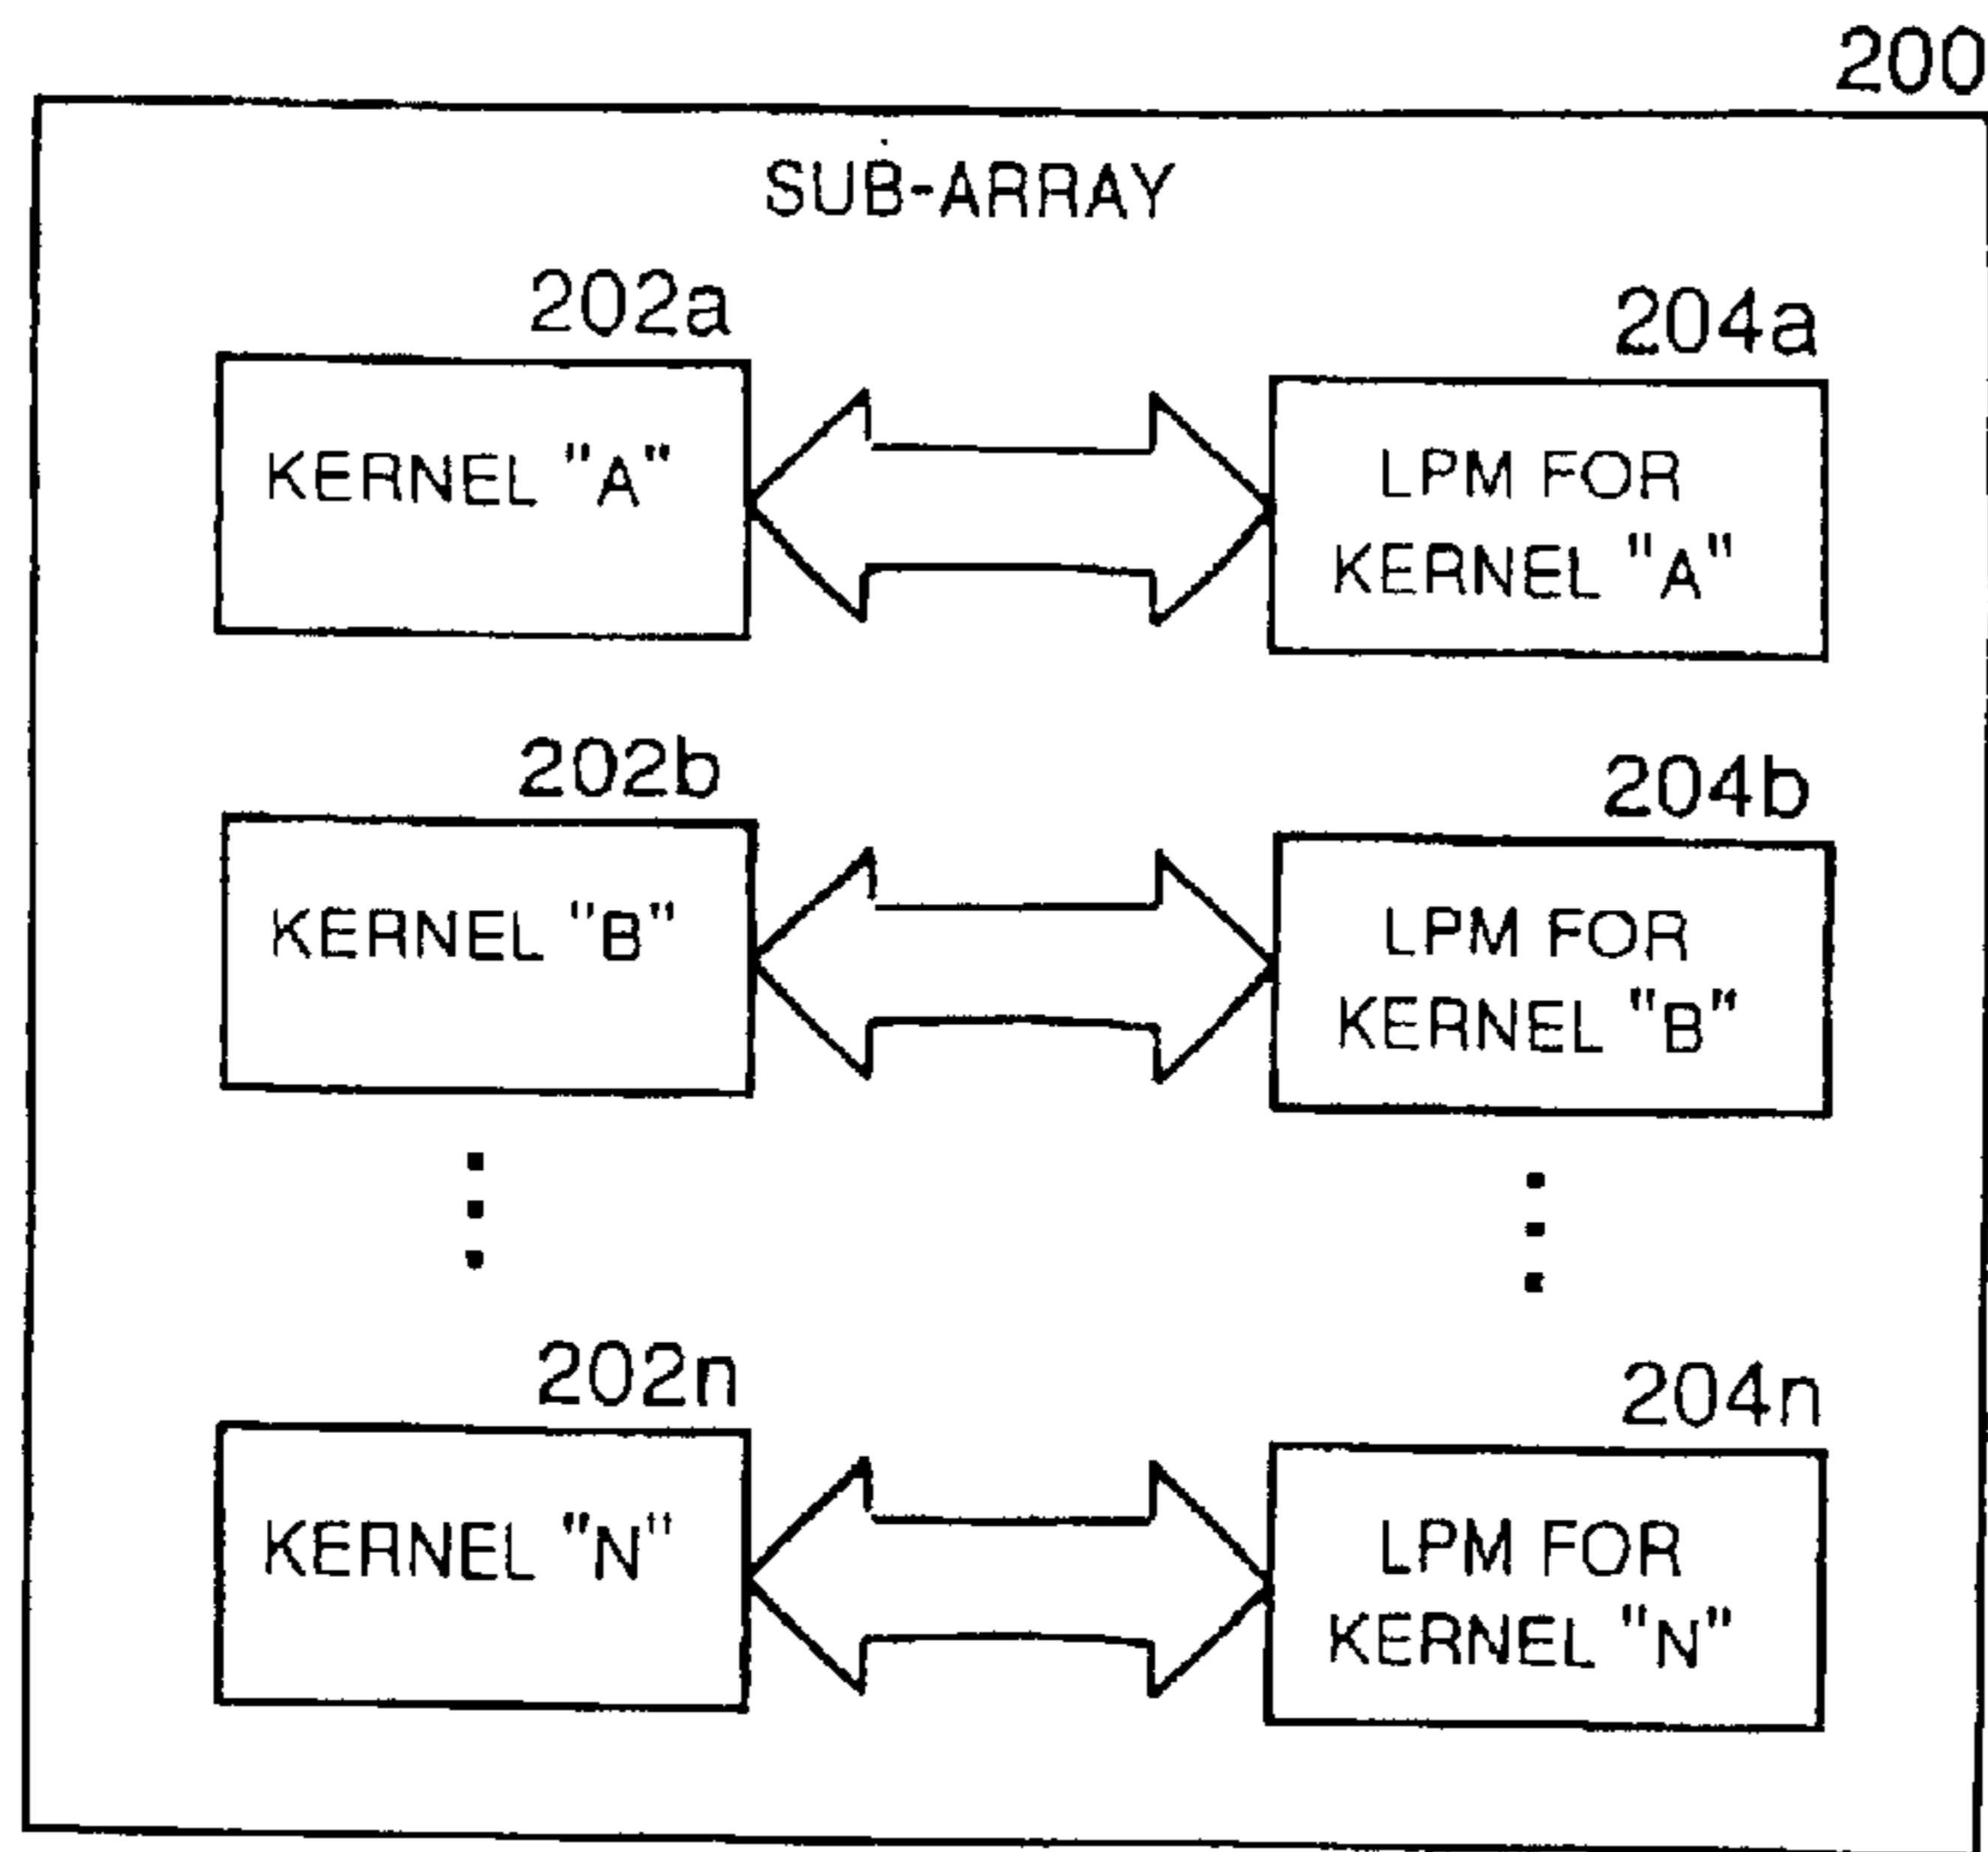 200
SUB-ARRAY
202a
204a
KERNEL "A"
LPM FOR
KERNEL "A"
202b
204b
KERNEL "B"
LPM FOR
KERNEL "B"
202n
204n
KERNEL "N"
LPM FOR
KERNEL "N"